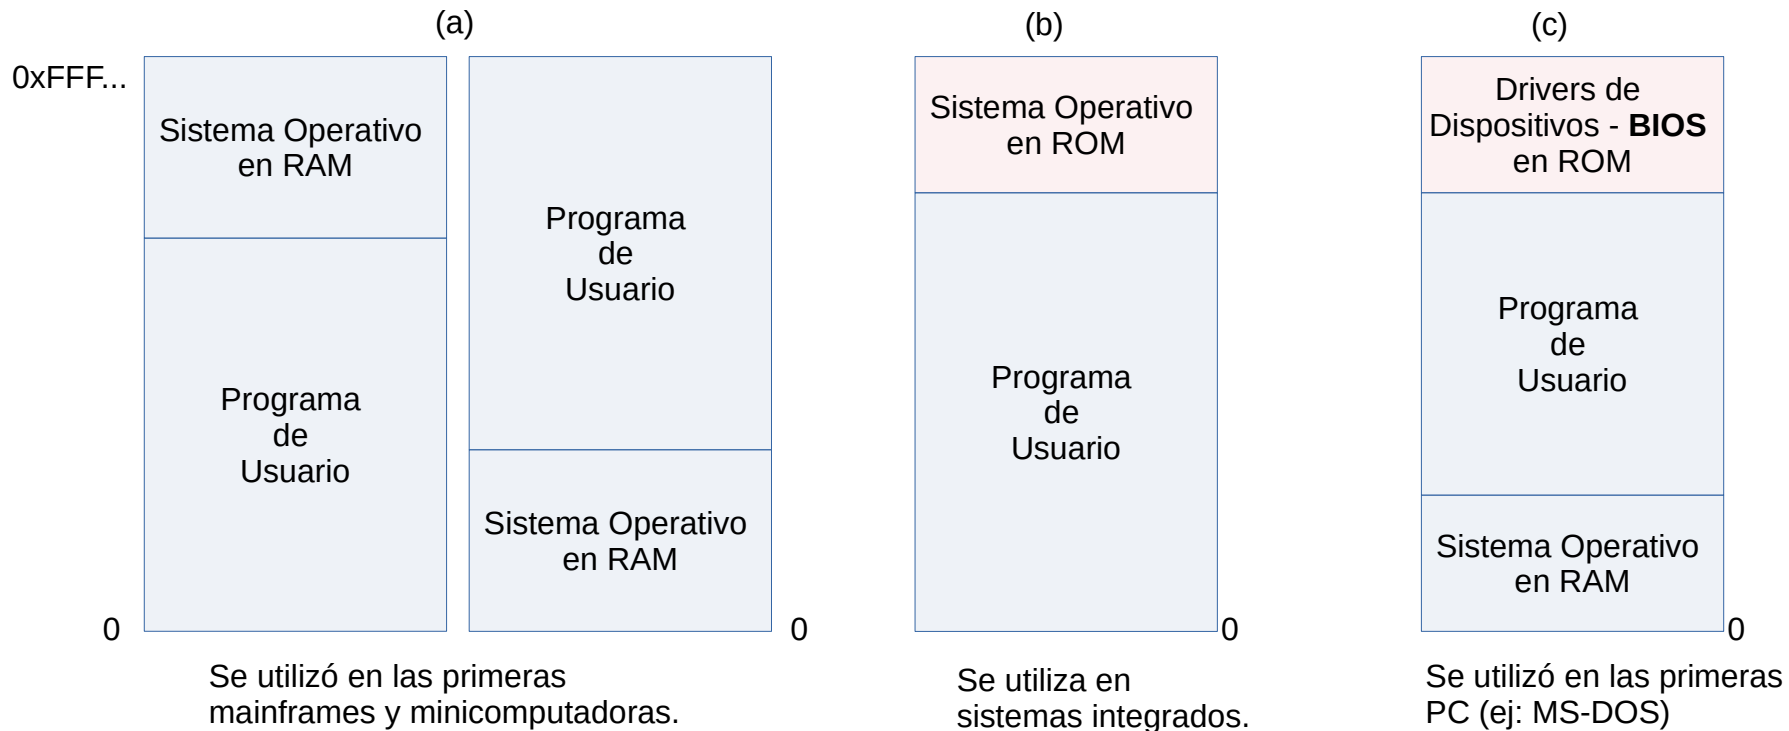 (a)
0xFFF...
Sistema Operativo
en RAM
Programa
de
Usuario
0
Programa
de
Usuario
Sistema Operativo
en RAM
0
Se utilizó en las primeras
mainframes y minicomputadoras.
(b)
Sistema Operativo
en ROM
Programa
de
Usuario
0
Se utiliza en
sistemas integrados.
(c)
Drivers de
Dispositivos - BIOS
en ROM
Programa
de
Usuario
Sistema Operativo
en RAM
0
Se utilizó en las primeras
PC (ej: MS-DOS)